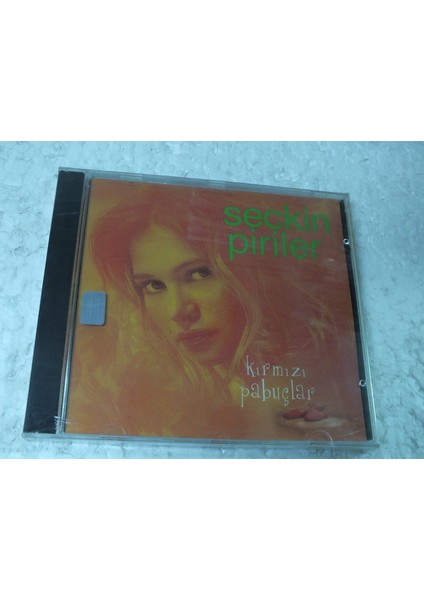 seçkin
piriler
kırmızı
pabuçlar